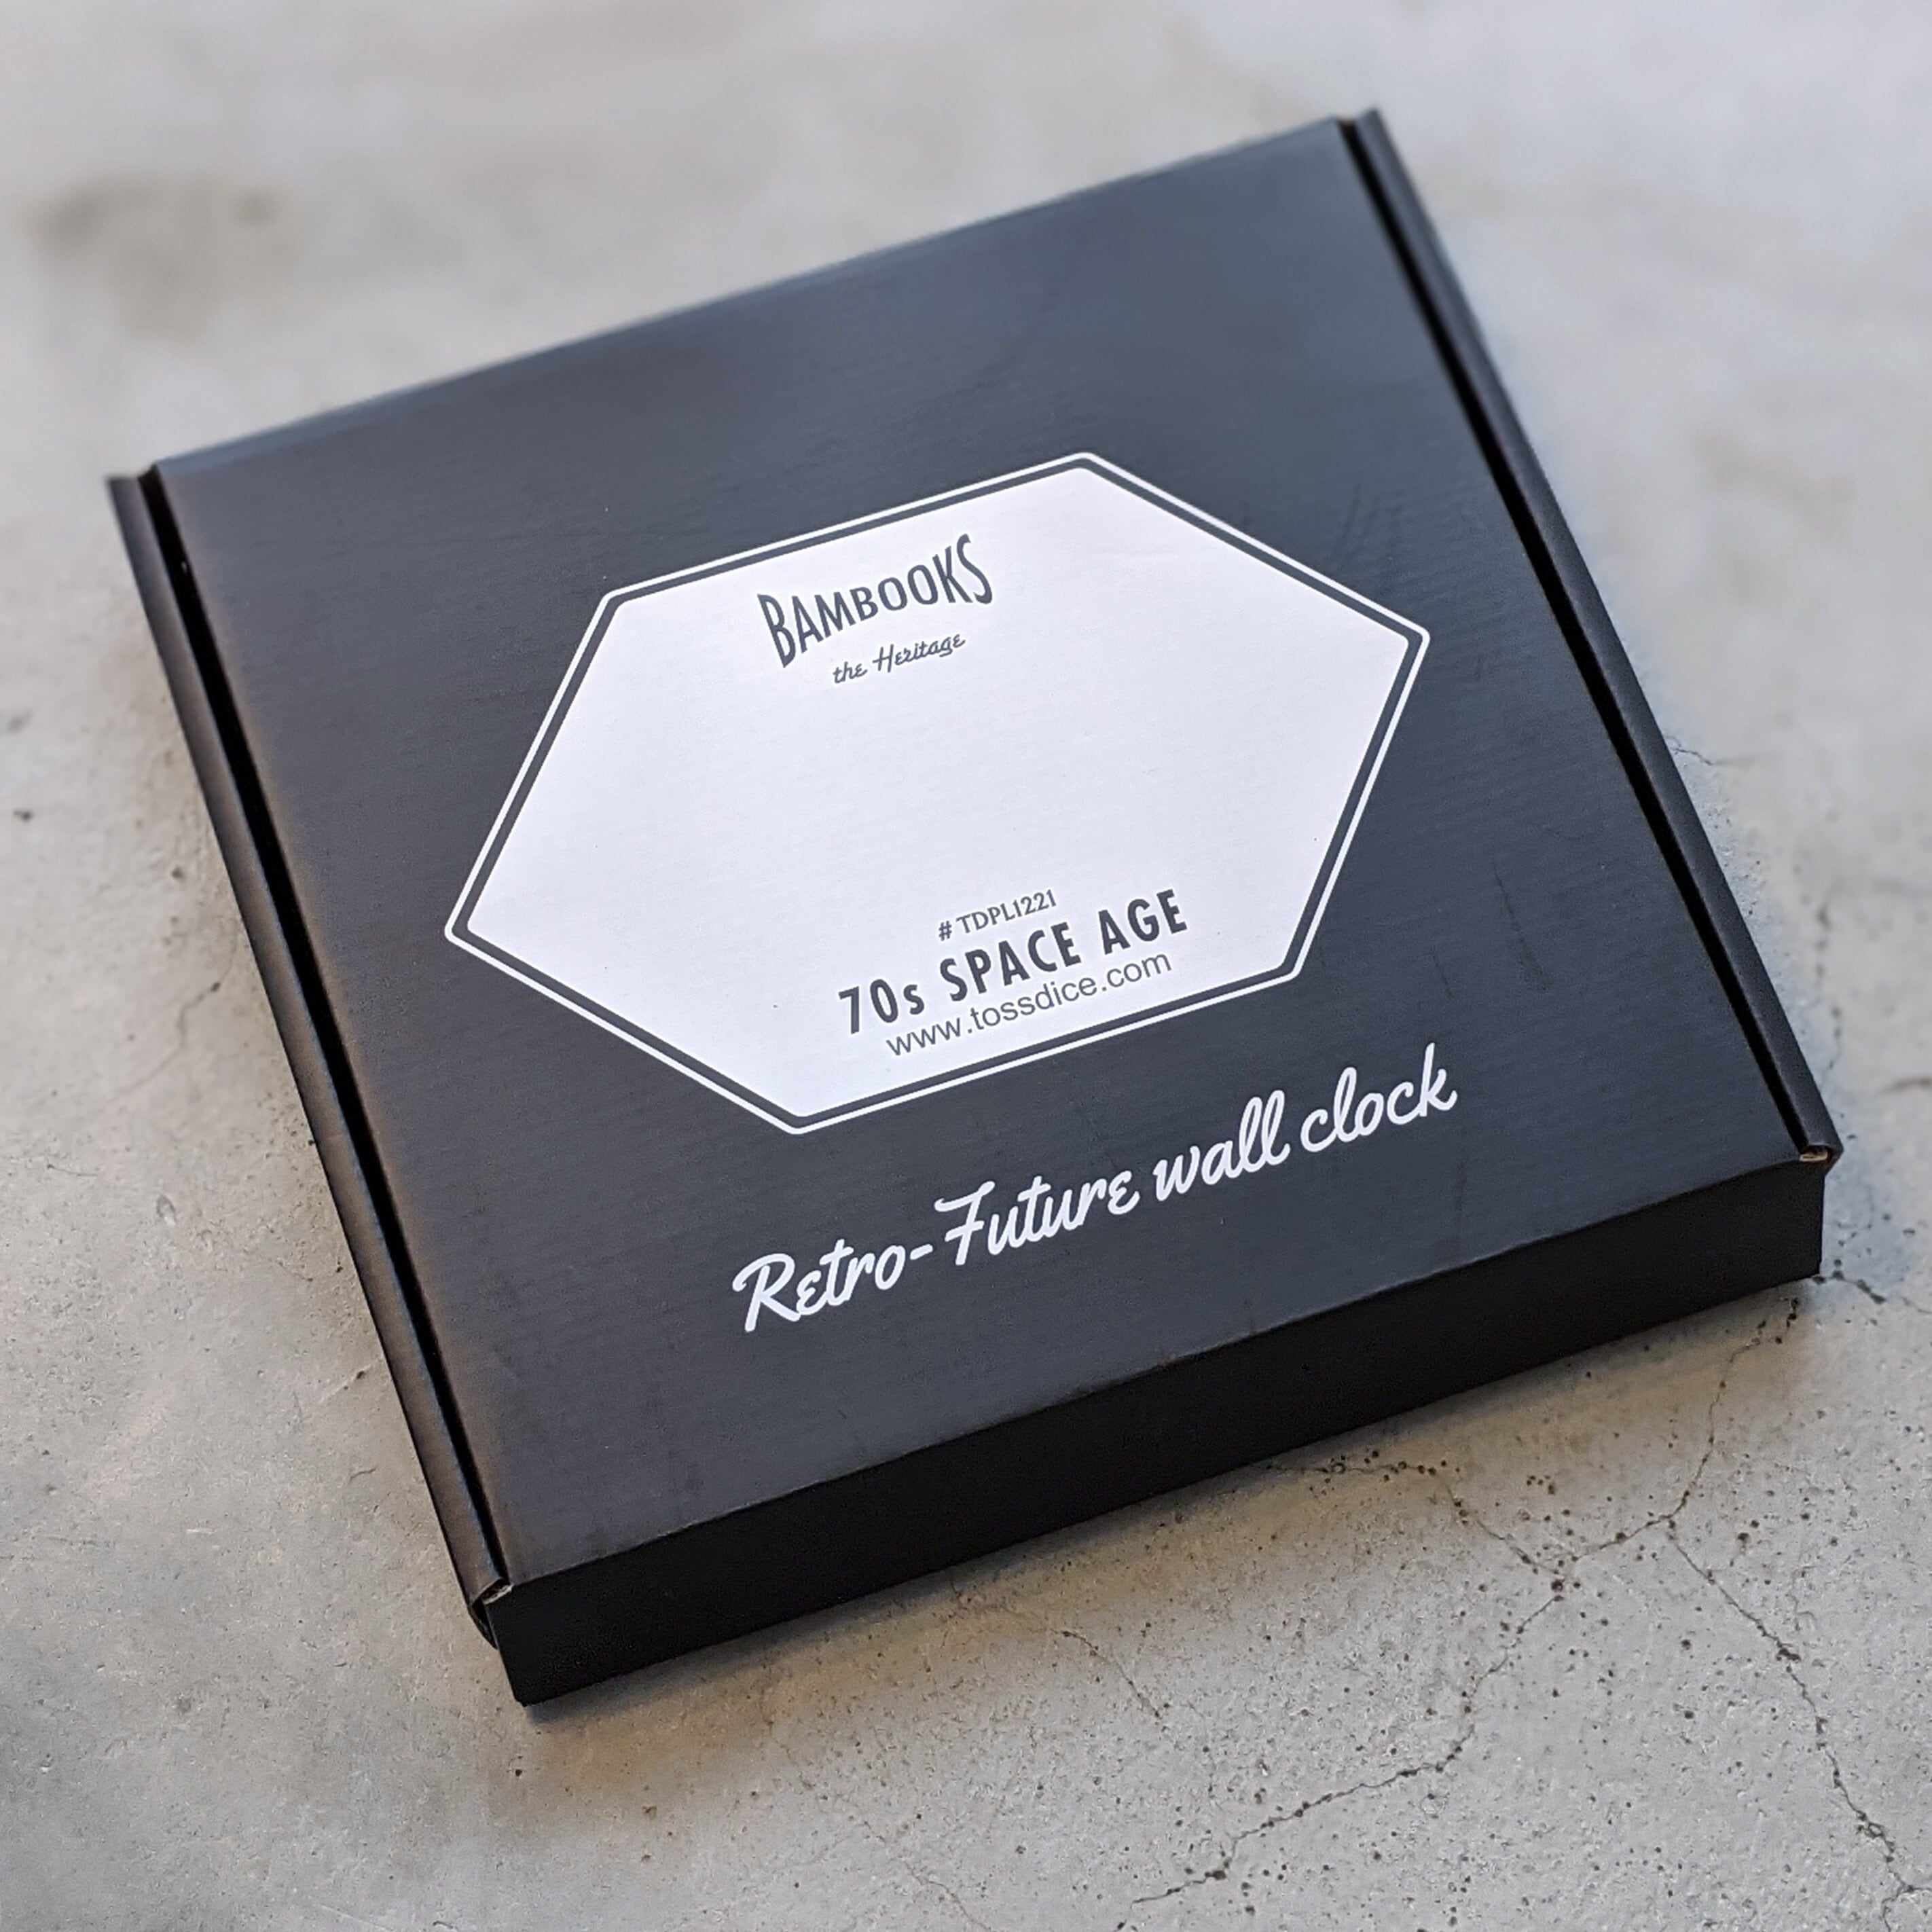 BAMBOOKS
the Heritage
# TDPL1221
70s SPACE AGE
www.tossdice.com
Retro-Future wall clock